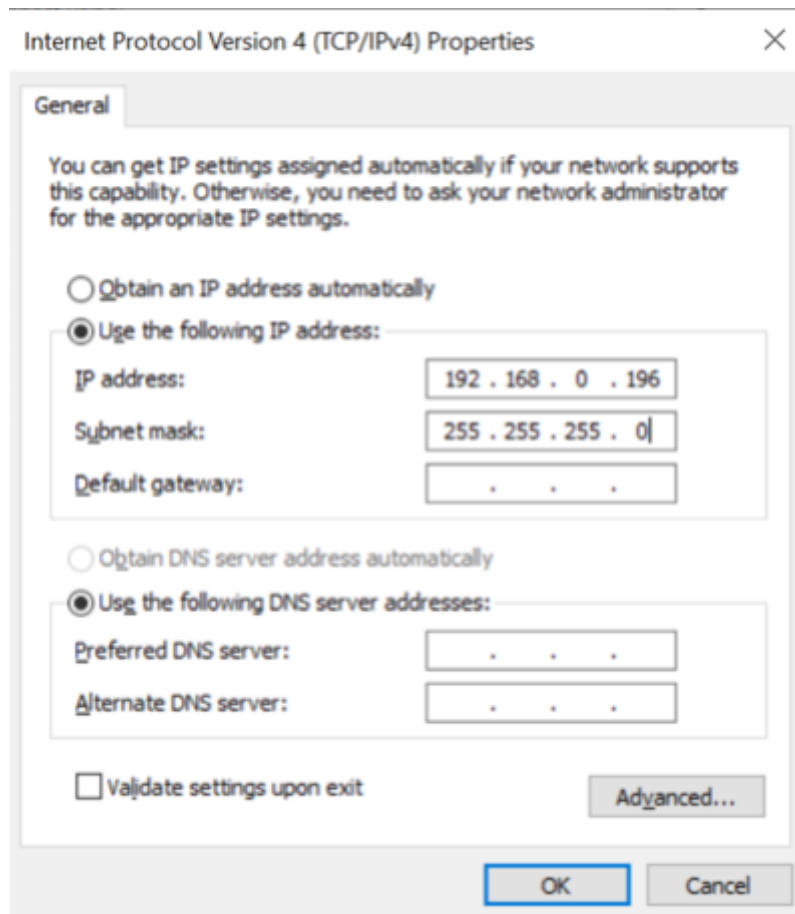 Internet Protocol Version 4 (TCP/IPv4) Properties
General
You can get IP settings assigned automatically if your network supports
this capability. Otherwise, you need to ask your network administrator
for the appropriate IP settings.
Obtain an IP address automatically
Use the following IP address:
IP address: 192 . 168 . 0 . 196
Subnet mask: 255 . 255 . 255 . 0
Default gateway: . . .
Obtain DNS server address automatically
Use the following DNS server addresses:
Preferred DNS server: . . .
Alternate DNS server: . . .
Validate settings upon exit
Advanced...
OK Cancel